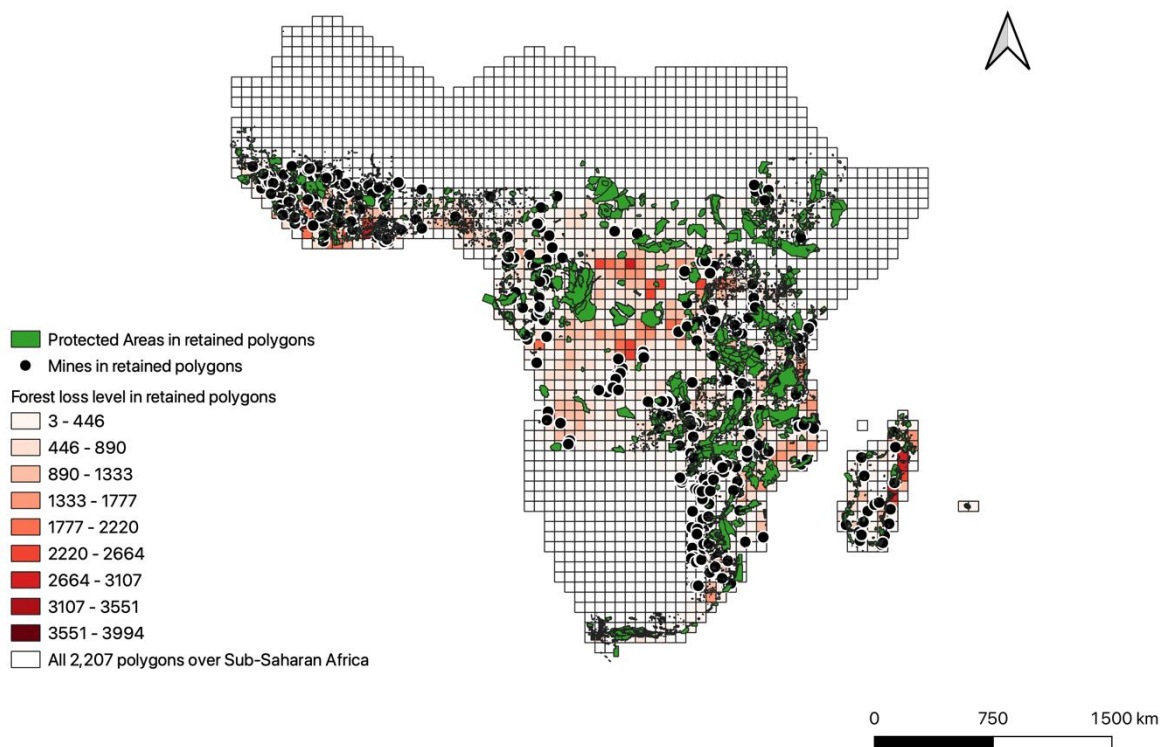 Protected Areas in retained polygons
Mines in retained polygons
Forest loss level in retained polygons
3 - 446
446 - 890
890 - 1333
1333 - 1777
1777 - 2220
2220 - 2664
2664 - 3107
3107 - 3551
3551 - 3994
All 2,207 polygons over Sub-Saharan Africa
0 750 1500 km